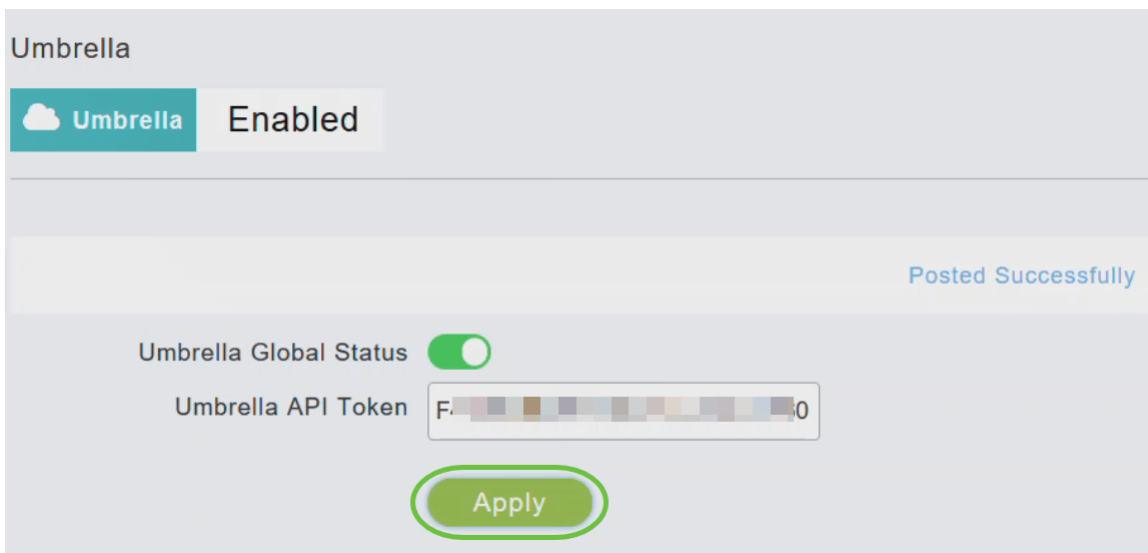 Umbrella
Umbrella Enabled
Posted Successfully
Umbrella Global Status
Umbrella API Token
Apply